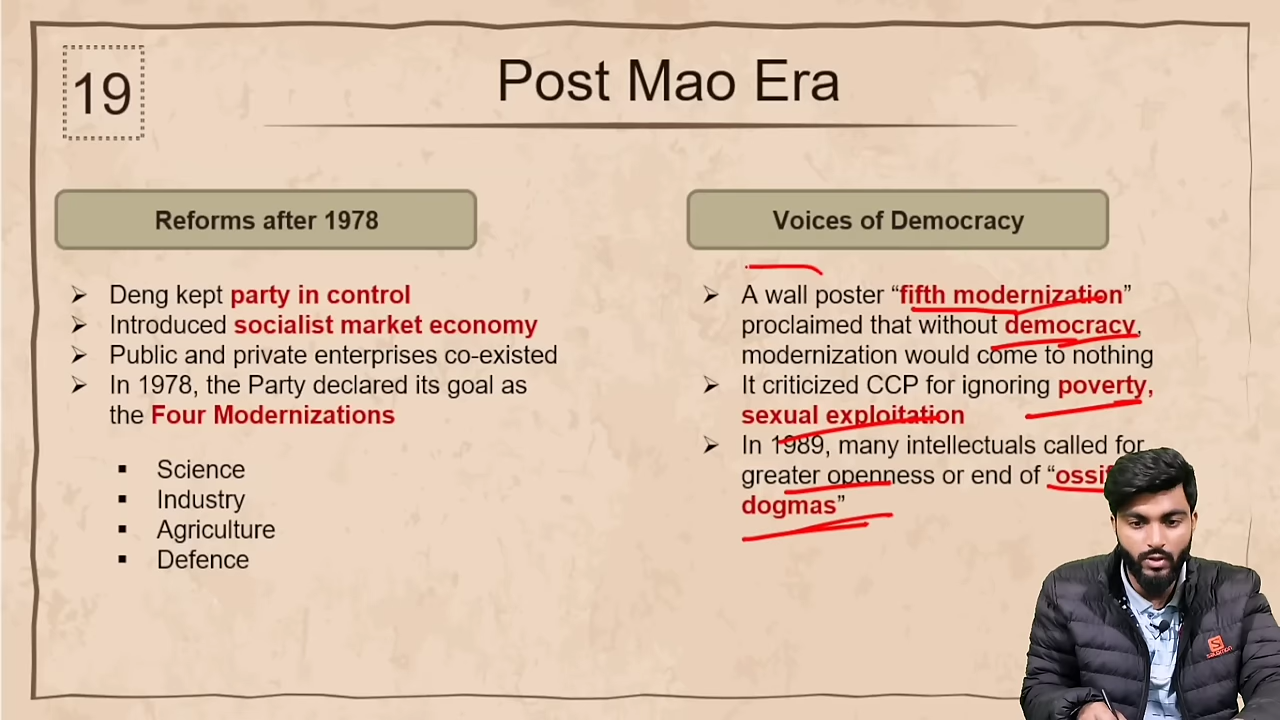 19
Post Mao Era
Reforms after 1978
Deng kept party in control
Introduced socialist market economy
Public and private enterprises co-existed
In 1978, the Party declared its goal as
the Four Modernizations
Science
Industry
Agriculture
Defence
Voices of Democracy
A wall poster “fifth modernization”
proclaimed that without democracy,
modernization would come to nothing
It criticized CCP for ignoring poverty,
sexual exploitation
In 1989, many intellectuals called for
greater openness or end of “
dogmas”